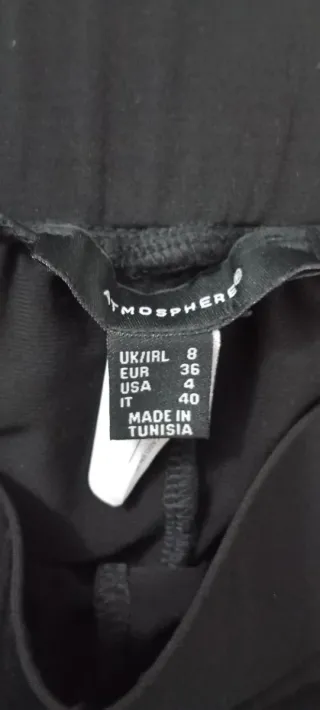 ATMOSPHERE
UK/IRL 8
EUR 36
USA 4
IT 40
MADE IN
TUNISIA